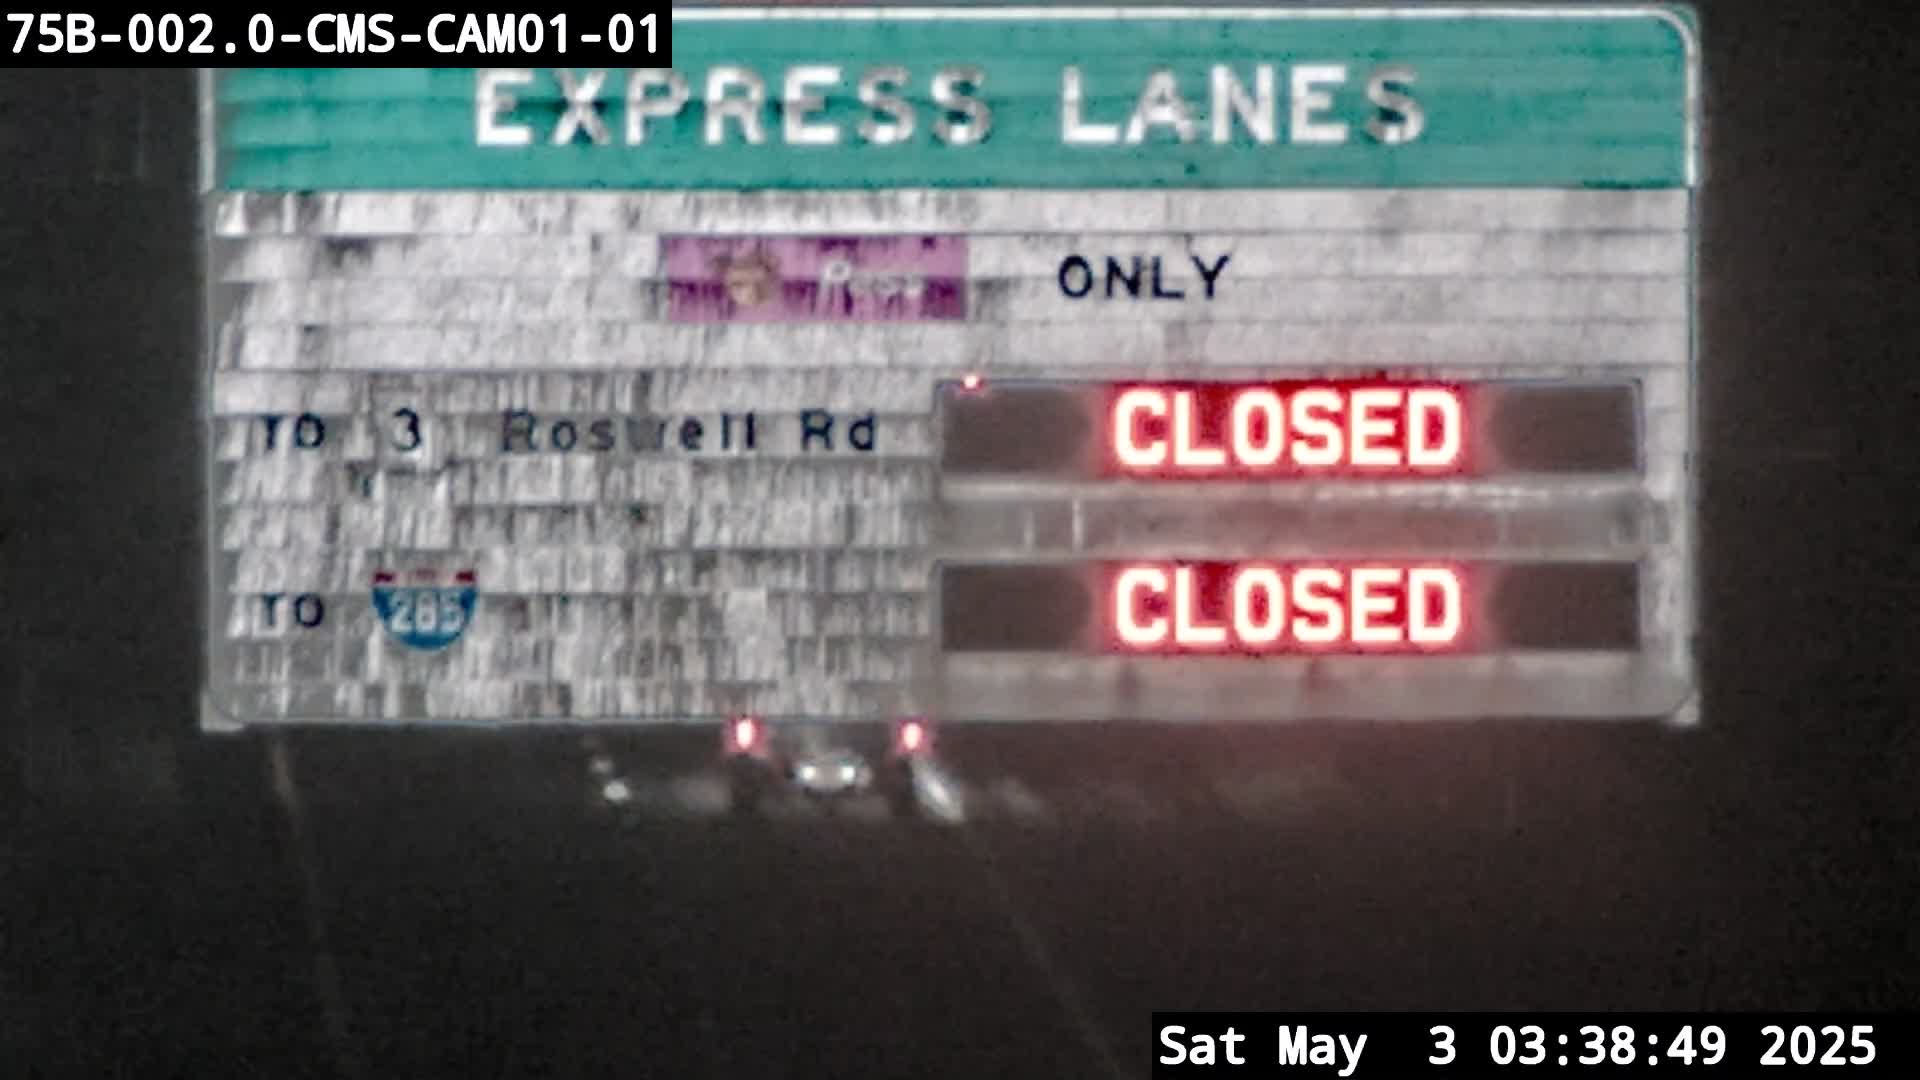 75B-002.0-CMS-CAM01-01
EXPRESS LANES
Pass ONLY
TO 3 Roswell Rd CLOSED
TO 285 CLOSED
Sat May 3 03:38:49 2025